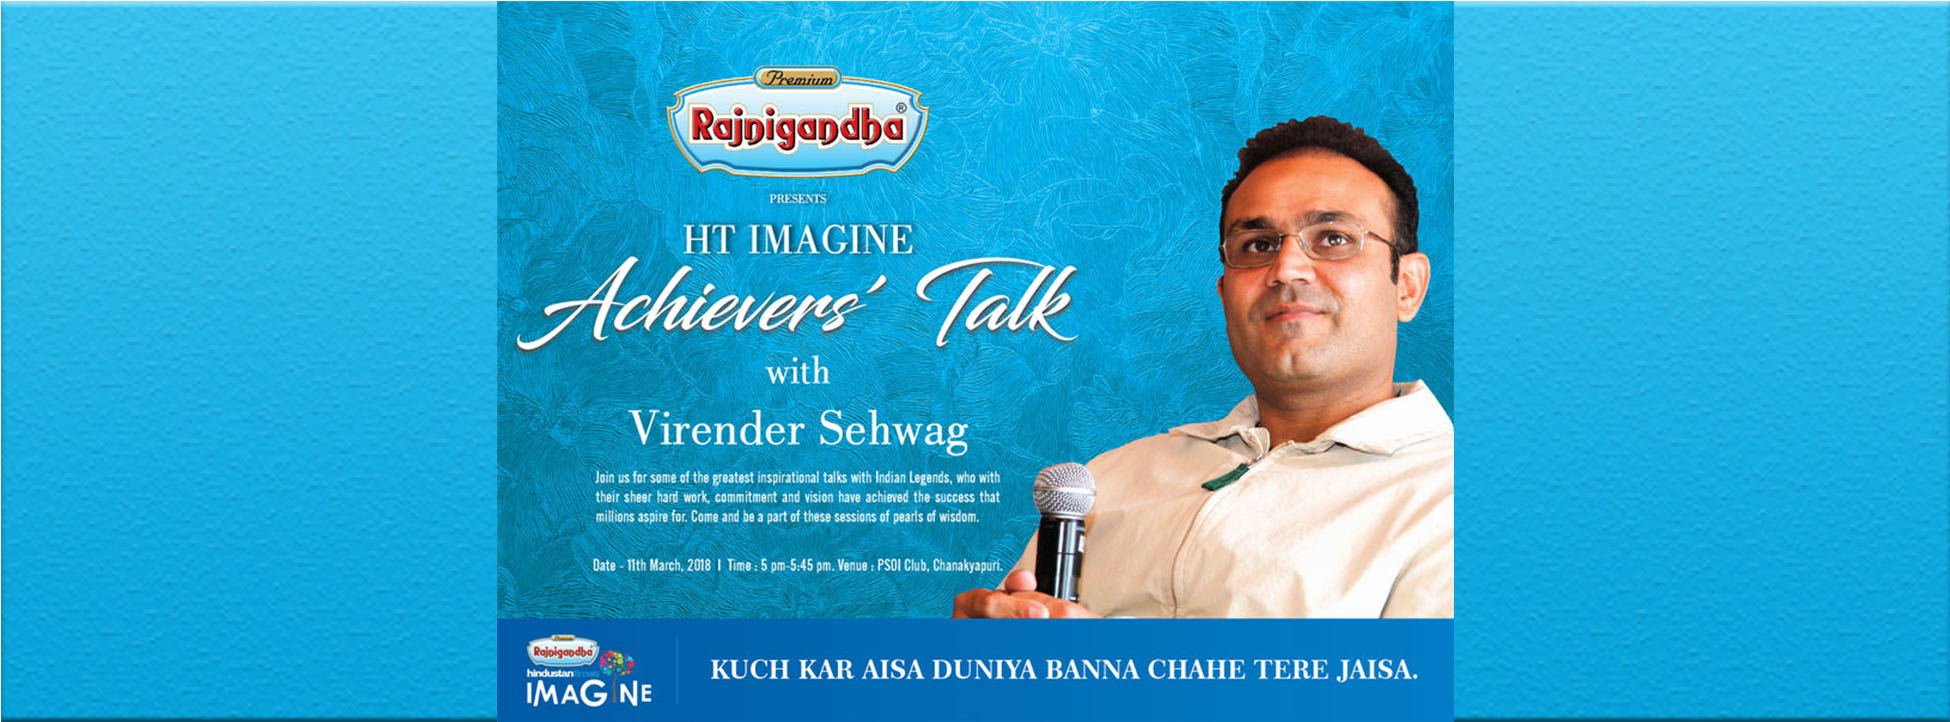 Premium
Rajnigandha®
PRESENTS
HT IMAGINE
Achievers' Talk
with
Virender Sehwag
Join us for some of the greatest inspirational talks with Indian Legends, who with
their sheer hard work, commitment and vision have achieved the success that
millions aspire for. Come and be a part of these sessions of pearls of wisdom.
Date - 11th March, 2018 I Time : 5 pm-5:45 pm. Venue : PSOI Club, Chanakyapuri.
Premium
Rajnigandha
hindustantimes
IMAGINE
KUCH KAR AISA DUNIYA BANNA CHAHE TERE JAISA.